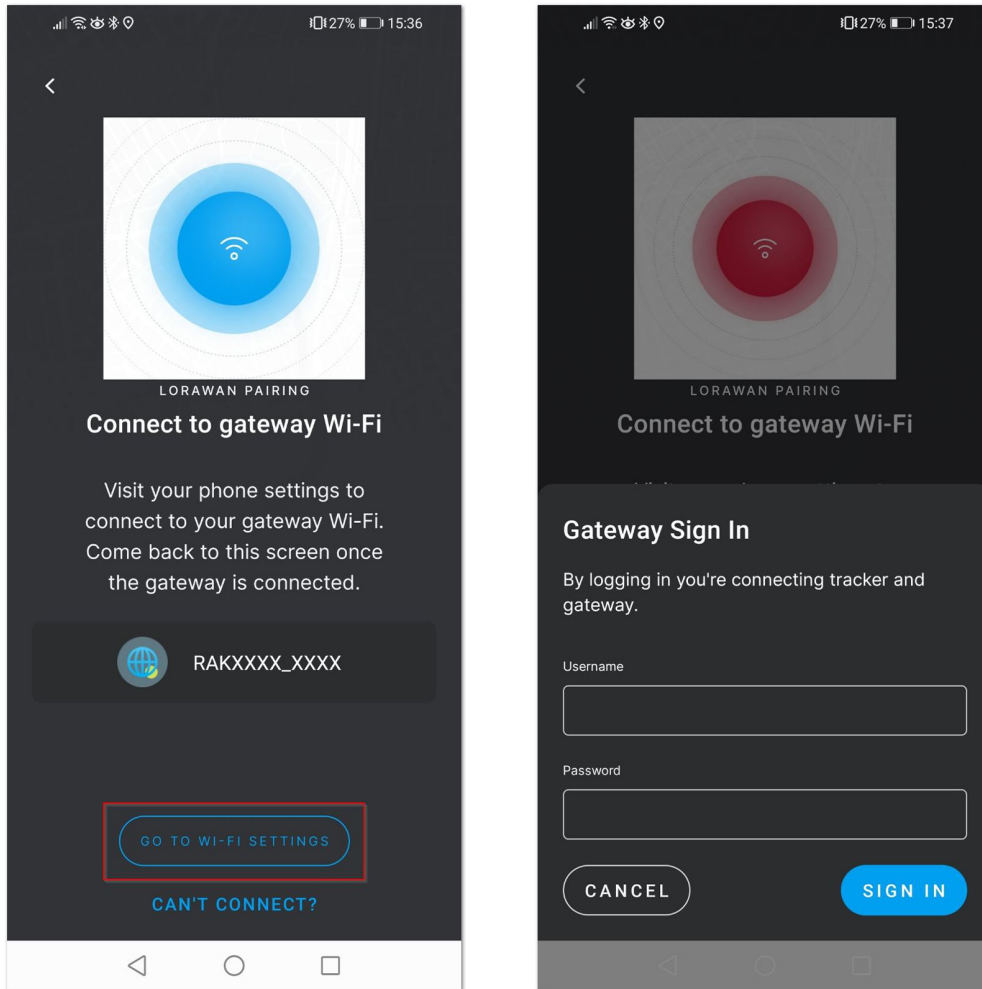 27% 15:36
LORAWAN PAIRING
Connect to gateway Wi-Fi
Visit your phone settings to
connect to your gateway Wi-Fi.
Come back to this screen once
the gateway is connected.
RAKXXXX_XXXX
GO TO WI-FI SETTINGS
CAN'T CONNECT?
27% 15:37
LORAWAN PAIRING
Connect to gateway Wi-Fi
Gateway Sign In
By logging in you're connecting tracker and
gateway.
Username
Password
CANCEL
SIGN IN